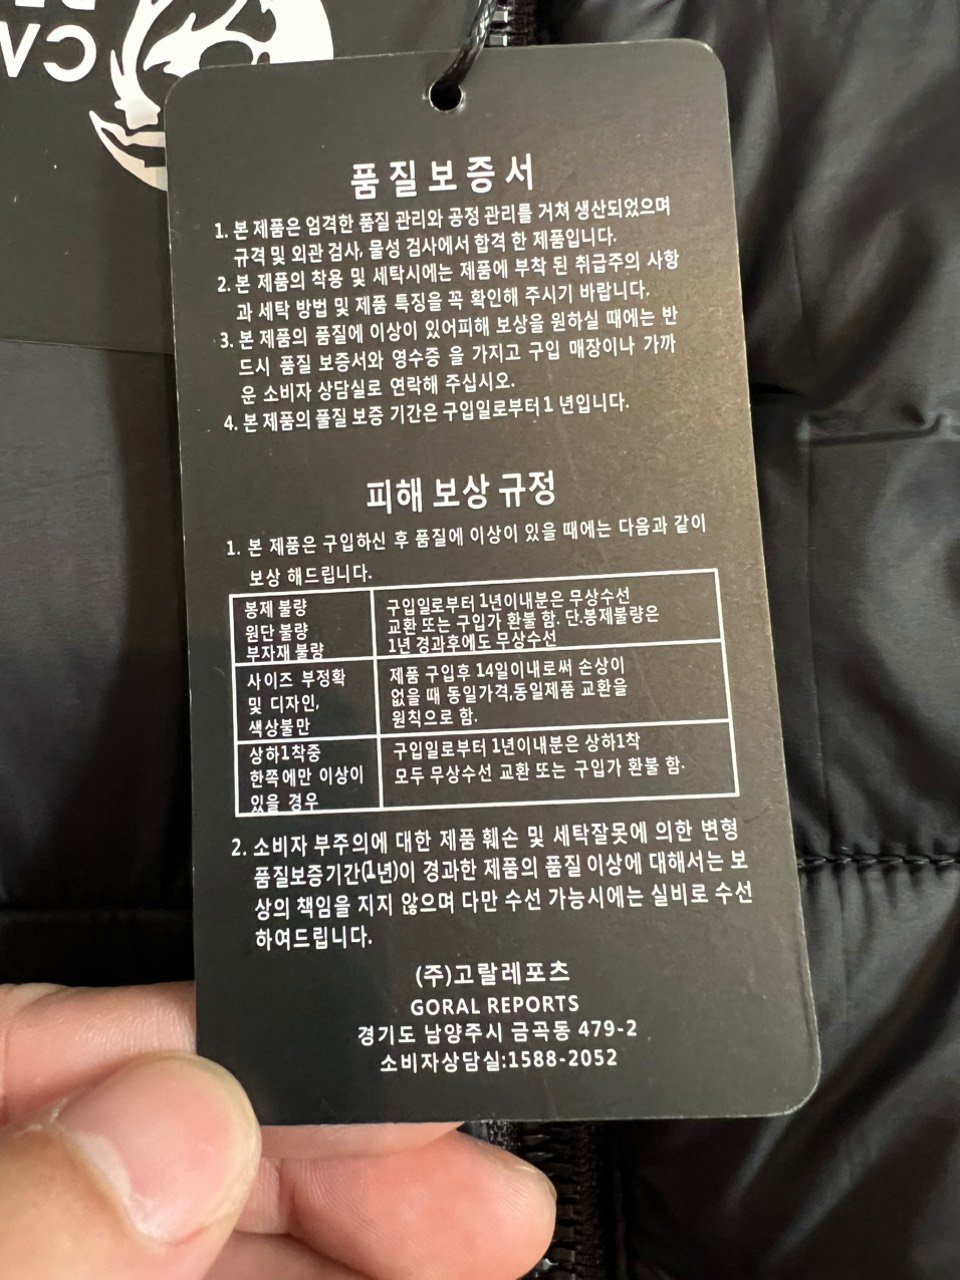 CA
품질보증서
1. 본 제품은 엄격한 품질 관리와 공정 관리를 거쳐 생산되었으며
규격 및 외관 검사, 물성 검사에서 합격 한 제품입니다.
2. 본 제품의 착용 및 세탁시에는 제품에 부착 된 취급주의 사항
과 세탁 방법 및 제품 특징을 꼭 확인해 주시기 바랍니다.
3. 본 제품의 품질에 이상이 있어피해 보상을 원하실 때에는 반
드시 품질 보증서와 영수증 을 가지고 구입 매장이나 가까
운 소비자 상담실로 연락해 주십시오.
4. 본 제품의 풀질 보증 기간은 구입일로부터 1 년입니다.
피해 보상 규정
1. 본 제품은 구입하신 후 품질에 이상이 있을 때에는 다음과 같이
보상 해드립니다.
봉제 불량
원단 불량
부자재 불량
구입일로부터 1년이내분은 무상수선
교환 또는 구입가 환불 함. 단.봉제불량은
1년 경과후에도 무상수선
사이즈 부정확
및 디자인,
색상불만
제품 구입후 14일이내로써 손상이
없을 때 동일가격,동일제품 교환을
원칙으로 함.
상하1착중
한쪽에만 이상이
있을 경우
구입일로부터 1년이내분은 상하1착
모두 무상수선 교환 또는 구입가 환불 함.
2. 소비자 부주의에 대한 제품 훼손 및 세탁잘못에 의한 변형
품질보증기간(1년)이 경과한 제품의 품질 이상에 대해서는 보
상의 책임을 지지 않으며 다만 수선 가능시에는 실비로 수선
하여드립니다.
(주)고랄레포츠
GORAL REPORTS
경기도 남양주시 금곡동 479-2
소비자상담실:1588-2052